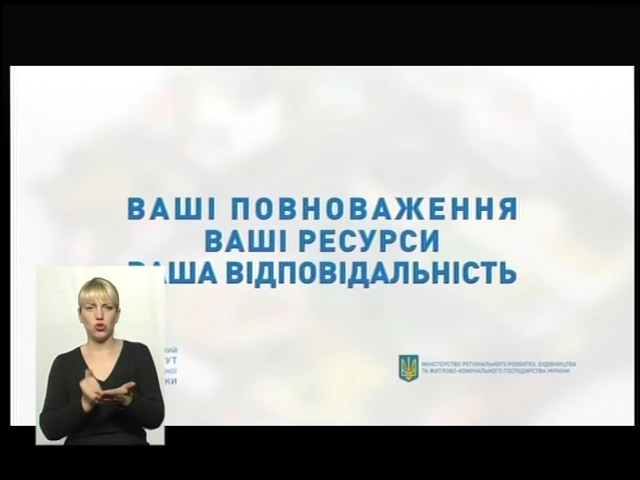 ВАШІ ПОВНОВАЖЕННЯ
ВАШІ РЕСУРСИ
ВАША ВІДПОВІДАЛЬНІСТЬ
МІНІСТЕРСТВО РЕГІОНАЛЬНОГО РОЗВИТКУ, БУДІВНИЦТВА
ТА ЖИТЛОВО-КОМУНАЛЬНОГО ГОСПОДАРСТВА УКРАЇНИ